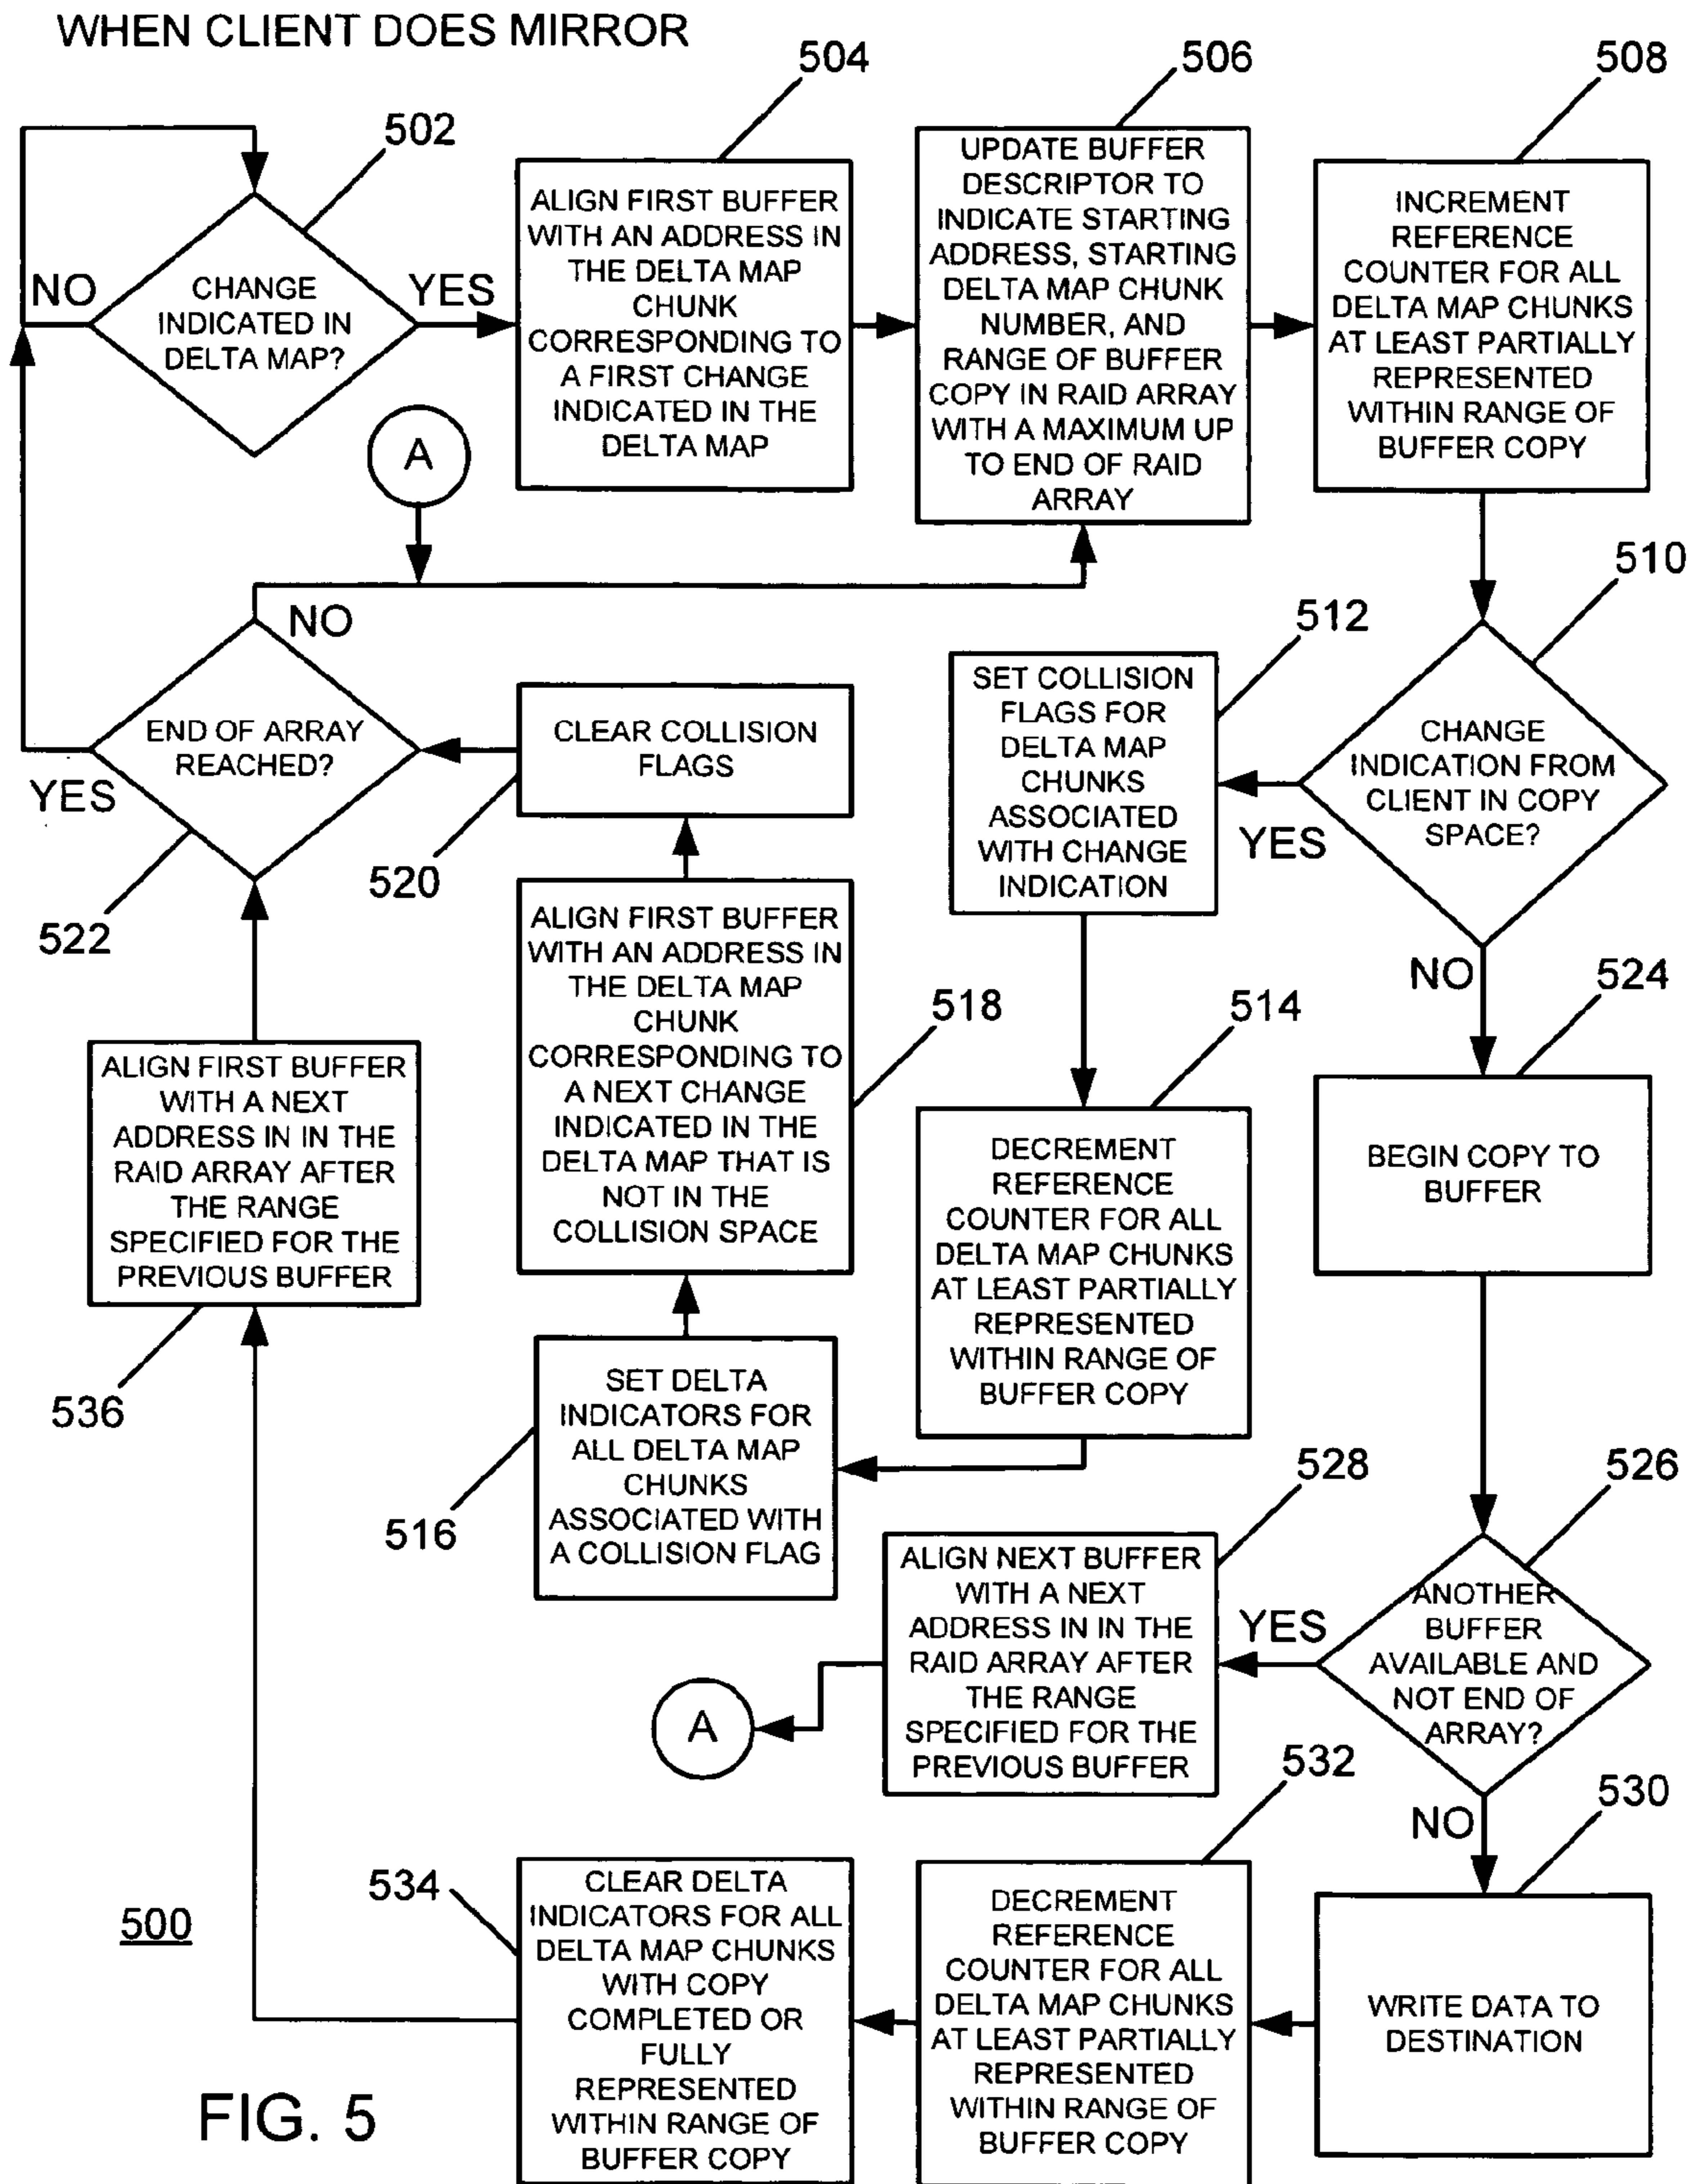 WHEN CLIENT DOES MIRROR
504
506
508
502
CHANGE
INDICATED IN
DELTA MAP?
NO
YES
ALIGN FIRST BUFFER
WITH AN ADDRESS IN
THE DELTA MAP
CHUNK
CORRESPONDING TO
A FIRST CHANGE
INDICATED IN THE
DELTA MAP
UPDATE BUFFER
DESCRIPTOR TO
INDICATE STARTING
ADDRESS, STARTING
DELTA MAP CHUNK
NUMBER, AND
RANGE OF BUFFER
COPY IN RAID ARRAY
WITH A MAXIMUM UP
TO END OF RAID
ARRAY
INCREMENT
REFERENCE
COUNTER FOR ALL
DELTA MAP CHUNKS
AT LEAST PARTIALLY
REPRESENTED
WITHIN RANGE OF
BUFFER COPY
A
510
CHANGE
INDICATION FROM
CLIENT IN COPY
SPACE?
YES
NO
512
SET COLLISION
FLAGS FOR
DELTA MAP
CHUNKS
ASSOCIATED
WITH CHANGE
INDICATION
514
DECREMENT
REFERENCE
COUNTER FOR ALL
DELTA MAP CHUNKS
AT LEAST PARTIALLY
REPRESENTED
WITHIN RANGE OF
BUFFER COPY
516
SET DELTA
INDICATORS FOR
ALL DELTA MAP
CHUNKS
ASSOCIATED WITH
A COLLISION FLAG
518
ALIGN FIRST BUFFER
WITH AN ADDRESS IN
THE DELTA MAP
CHUNK
CORRESPONDING TO
A NEXT CHANGE
INDICATED IN THE
DELTA MAP THAT IS
NOT IN THE
COLLISION SPACE
520
CLEAR COLLISION
FLAGS
522
END OF ARRAY
REACHED?
NO
YES
524
BEGIN COPY TO
BUFFER
526
ANOTHER
BUFFER
AVAILABLE AND
NOT END OF
ARRAY?
YES
NO
528
ALIGN NEXT BUFFER
WITH A NEXT
ADDRESS IN IN THE
RAID ARRAY AFTER
THE RANGE
SPECIFIED FOR THE
PREVIOUS BUFFER
A
530
WRITE DATA TO
DESTINATION
532
DECREMENT
REFERENCE
COUNTER FOR ALL
DELTA MAP CHUNKS
AT LEAST PARTIALLY
REPRESENTED
WITHIN RANGE OF
BUFFER COPY
534
CLEAR DELTA
INDICATORS FOR ALL
DELTA MAP CHUNKS
WITH COPY
COMPLETED OR
FULLY
REPRESENTED
WITHIN RANGE OF
BUFFER COPY
536
ALIGN FIRST BUFFER
WITH A NEXT
ADDRESS IN IN THE
RAID ARRAY AFTER
THE RANGE
SPECIFIED FOR THE
PREVIOUS BUFFER
500
FIG. 5